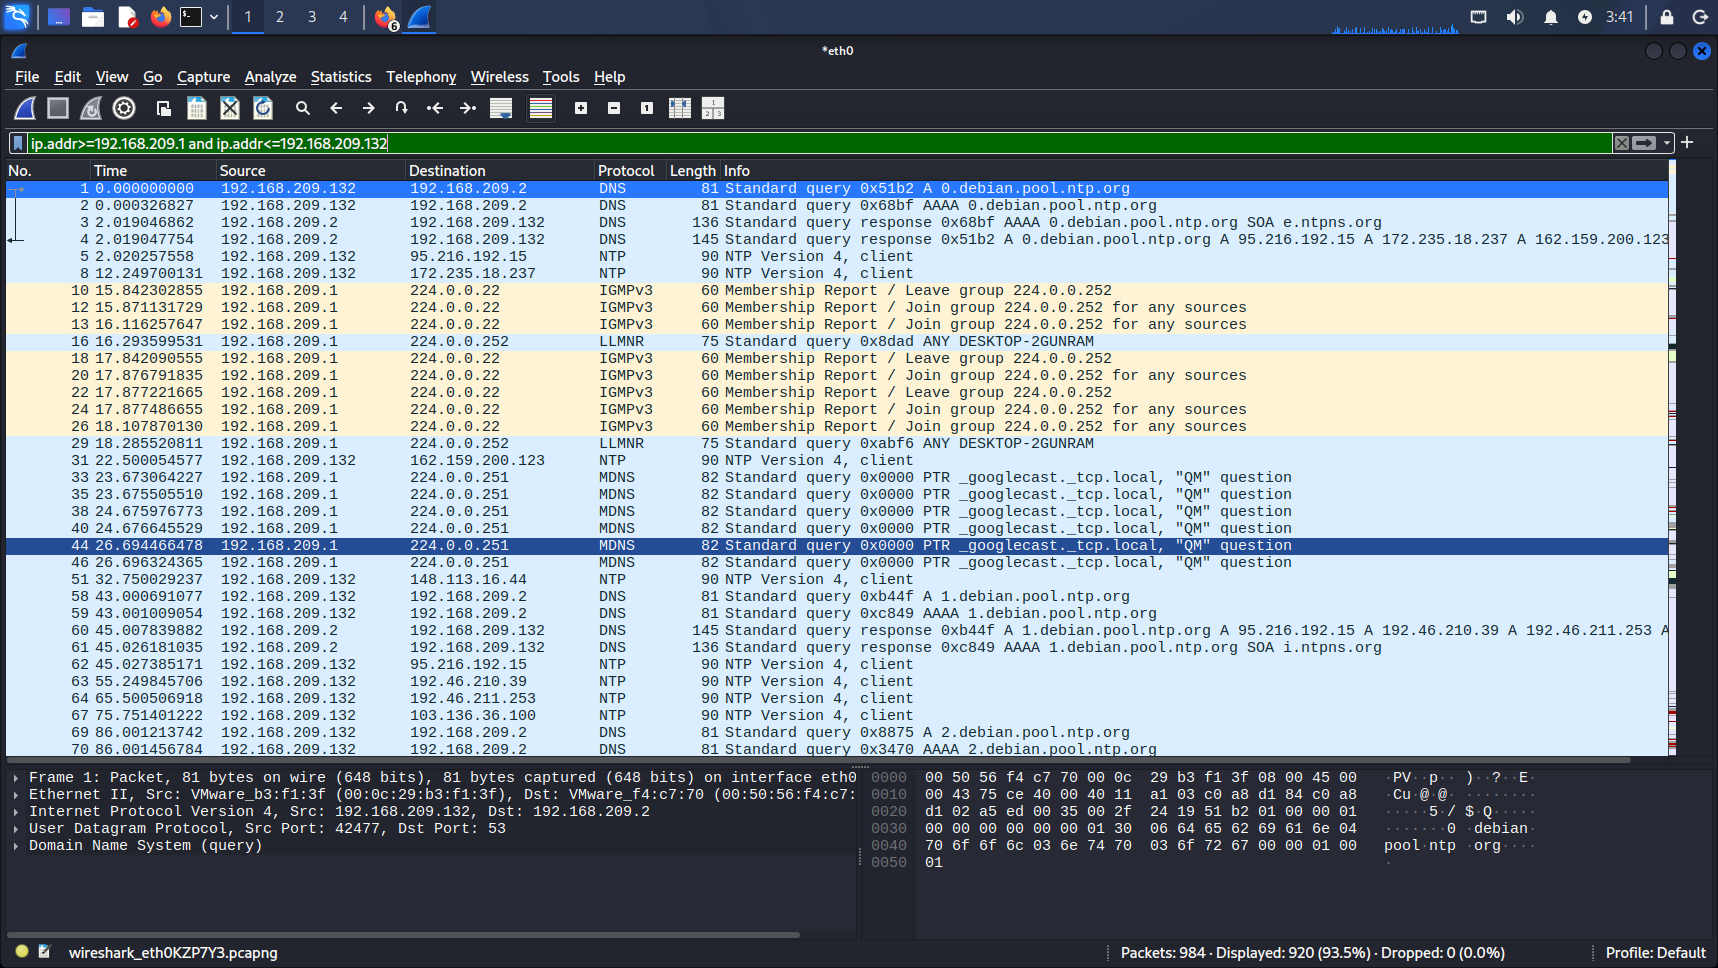 1 2 3 4 6 3:41
*eth0
File Edit View Go Capture Analyze Statistics Telephony Wireless Tools Help
ip.addr>=192.168.209.1 and ip.addr<=192.168.209.132
No. Time Source Destination Protocol Length Info
1 0.000000000 192.168.209.132 192.168.209.2 DNS 81 Standard query 0x51b2 A 0.debian.pool.ntp.org
2 0.000326827 192.168.209.132 192.168.209.2 DNS 81 Standard query 0x68bf AAAA 0.debian.pool.ntp.org
3 2.019046862 192.168.209.2 192.168.209.132 DNS 136 Standard query response 0x68bf AAAA 0.debian.pool.ntp.org SOA e.ntpns.org
4 2.019047754 192.168.209.2 192.168.209.132 DNS 145 Standard query response 0x51b2 A 0.debian.pool.ntp.org A 95.216.192.15 A 172.235.18.237 A 162.159.200.123
5 2.020257558 192.168.209.132 95.216.192.15 NTP 90 NTP Version 4, client
8 12.249700131 192.168.209.132 172.235.18.237 NTP 90 NTP Version 4, client
10 15.842302855 192.168.209.1 224.0.0.22 IGMPv3 60 Membership Report / Leave group 224.0.0.252
12 15.871131729 192.168.209.1 224.0.0.22 IGMPv3 60 Membership Report / Join group 224.0.0.252 for any sources
13 16.116257647 192.168.209.1 224.0.0.22 IGMPv3 60 Membership Report / Join group 224.0.0.252 for any sources
16 16.293599531 192.168.209.1 224.0.0.252 LLMNR 75 Standard query 0x8dad ANY DESKTOP-2GUNRAM
18 17.842090555 192.168.209.1 224.0.0.22 IGMPv3 60 Membership Report / Leave group 224.0.0.252
20 17.876791835 192.168.209.1 224.0.0.22 IGMPv3 60 Membership Report / Join group 224.0.0.252 for any sources
22 17.877221665 192.168.209.1 224.0.0.22 IGMPv3 60 Membership Report / Leave group 224.0.0.252
24 17.877486655 192.168.209.1 224.0.0.22 IGMPv3 60 Membership Report / Join group 224.0.0.252 for any sources
26 18.107870130 192.168.209.1 224.0.0.22 IGMPv3 60 Membership Report / Join group 224.0.0.252 for any sources
29 18.285520811 192.168.209.1 224.0.0.252 LLMNR 75 Standard query 0xabf6 ANY DESKTOP-2GUNRAM
31 22.500054577 192.168.209.132 162.159.200.123 NTP 90 NTP Version 4, client
33 23.673064227 192.168.209.1 224.0.0.251 MDNS 82 Standard query 0x0000 PTR _googlecast._tcp.local, "QM" question
35 23.675505510 192.168.209.1 224.0.0.251 MDNS 82 Standard query 0x0000 PTR _googlecast._tcp.local, "QM" question
38 24.675976773 192.168.209.1 224.0.0.251 MDNS 82 Standard query 0x0000 PTR _googlecast._tcp.local, "QM" question
40 24.676645529 192.168.209.1 224.0.0.251 MDNS 82 Standard query 0x0000 PTR _googlecast._tcp.local, "QM" question
44 26.694466478 192.168.209.1 224.0.0.251 MDNS 82 Standard query 0x0000 PTR _googlecast._tcp.local, "QM" question
46 26.696324365 192.168.209.1 224.0.0.251 MDNS 82 Standard query 0x0000 PTR _googlecast._tcp.local, "QM" question
51 32.750029237 192.168.209.132 148.113.16.44 NTP 90 NTP Version 4, client
58 43.000691077 192.168.209.132 192.168.209.2 DNS 81 Standard query 0xb44f A 1.debian.pool.ntp.org
59 43.001009054 192.168.209.132 192.168.209.2 DNS 81 Standard query 0xc849 AAAA 1.debian.pool.ntp.org
60 45.007839882 192.168.209.2 192.168.209.132 DNS 145 Standard query response 0xb44f A 1.debian.pool.ntp.org A 95.216.192.15 A 192.46.210.39 A 192.46.211.253 A
61 45.026181035 192.168.209.2 192.168.209.132 DNS 136 Standard query response 0xc849 AAAA 1.debian.pool.ntp.org SOA i.ntpns.org
62 45.027385171 192.168.209.132 95.216.192.15 NTP 90 NTP Version 4, client
63 55.249845706 192.168.209.132 192.46.210.39 NTP 90 NTP Version 4, client
64 65.500506918 192.168.209.132 192.46.211.253 NTP 90 NTP Version 4, client
67 75.751401222 192.168.209.132 103.136.36.100 NTP 90 NTP Version 4, client
69 86.001213742 192.168.209.132 192.168.209.2 DNS 81 Standard query 0x8875 A 2.debian.pool.ntp.org
70 86.001456784 192.168.209.132 192.168.209.2 DNS 81 Standard query 0x3470 AAAA 2.debian.pool.ntp.org
Frame 1: Packet, 81 bytes on wire (648 bits), 81 bytes captured (648 bits) on interface eth0
Ethernet II, Src: VMware_b3:f1:3f (00:0c:29:b3:f1:3f), Dst: VMware_f4:c7:70 (00:50:56:f4:c7:
Internet Protocol Version 4, Src: 192.168.209.132, Dst: 192.168.209.2
User Datagram Protocol, Src Port: 42477, Dst Port: 53
Domain Name System (query)
0000 00 50 56 f4 c7 70 00 0c 29 b3 f1 3f 08 00 45 00 ·PV··p·· )··?··E·
0010 00 43 75 ce 40 00 40 11 a1 03 c0 a8 d1 84 c0 a8 ·Cu·@·@· ········
0020 d1 02 a5 ed 00 35 00 2f 24 19 51 b2 01 00 00 01 ·····5·/ $·Q·····
0030 00 00 00 00 00 00 01 30 06 64 65 62 69 61 6e 04 ·······0 ·debian·
0040 70 6f 6f 6c 03 6e 74 70 03 6f 72 67 00 00 01 00 pool·ntp ·org····
0050 01 ·
wireshark_eth0KZP7Y3.pcapng Packets: 984 · Displayed: 920 (93.5%) · Dropped: 0 (0.0%) Profile: Default